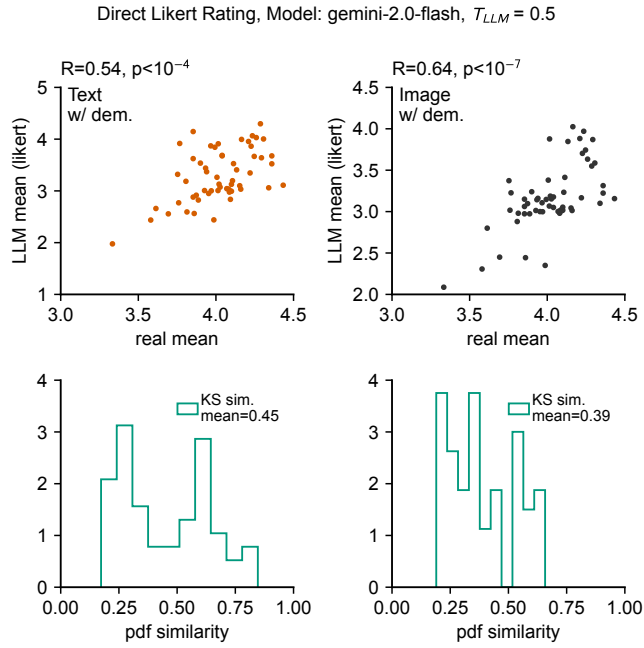 Direct Likert Rating, Model: gemini-2.0-flash, T_LLM = 0.5
R=0.54, p<10⁻⁴
Text
w/ dem.
5
4
3
2
1
LLM mean (likert)
3.0 3.5 4.0 4.5
real mean
R=0.64, p<10⁻⁷
Image
w/ dem.
4.5
4.0
3.5
3.0
2.5
2.0
LLM mean (likert)
3.0 3.5 4.0 4.5
real mean
KS sim.
mean=0.45
4
3
2
1
0
0.00 0.25 0.50 0.75 1.00
pdf similarity
KS sim.
mean=0.39
4
3
2
1
0
0.00 0.25 0.50 0.75 1.00
pdf similarity